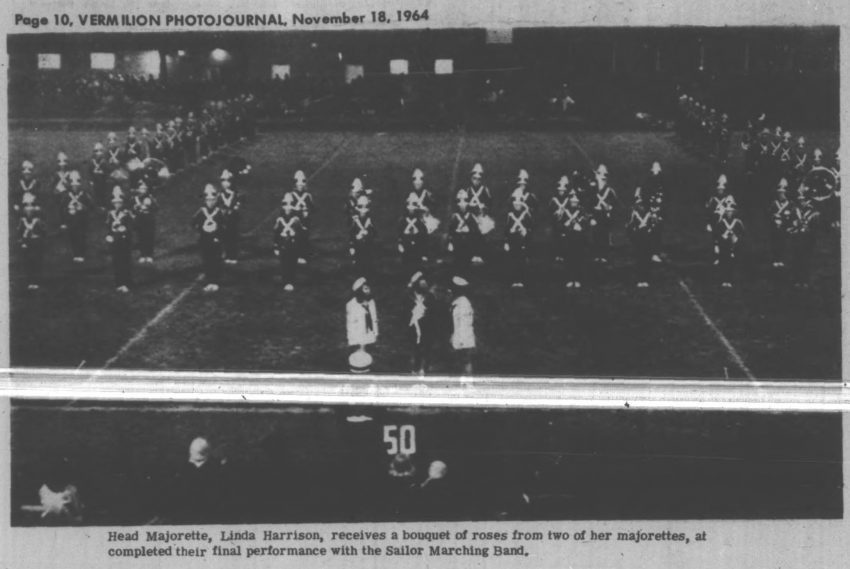 Page 10, VERMILION PHOTOJOURNAL, November 18, 1964
50
Head Majorette, Linda Harrison, receives a bouquet of roses from two of her majorettes, at
completed their final performance with the Sailor Marching Band.